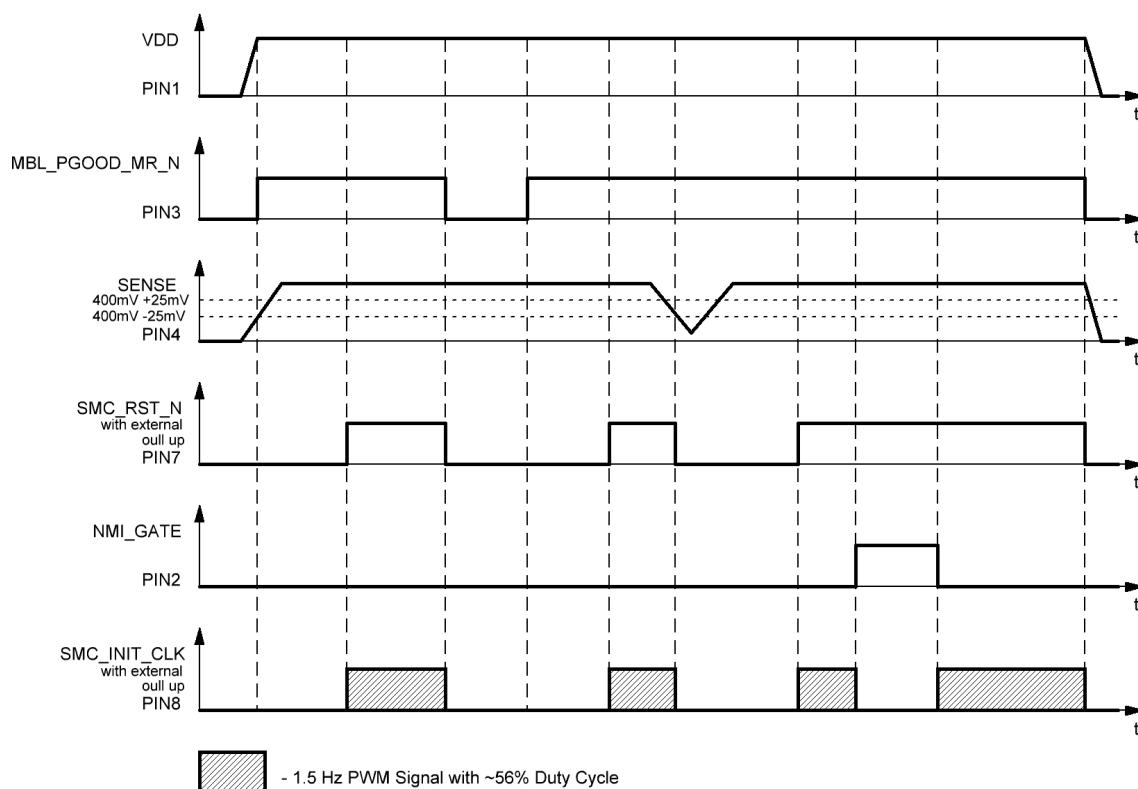 VDD
PIN1
t
MBL_PGOOD_MR_N
PIN3
t
SENSE
400mV +25mV
400mV -25mV
PIN4
t
SMC_RST_N
with external
oull up
PIN7
t
NMI_GATE
PIN2
t
SMC_INIT_CLK
with external
oull up
PIN8
t
- 1.5 Hz PWM Signal with ~56% Duty Cycle